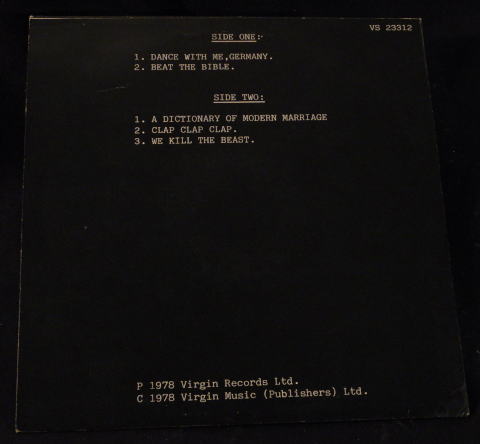 VS 23312
SIDE ONE:-
1. DANCE WITH ME,GERMANY.
2. BEAT THE BIBLE.
SIDE TWO:
1. A DICTIONARY OF MODERN MARRIAGE
2. CLAP CLAP CLAP.
3. WE KILL THE BEAST.
P 1978 Virgin Records Ltd.
C 1978 Virgin Music (Publishers) Ltd.